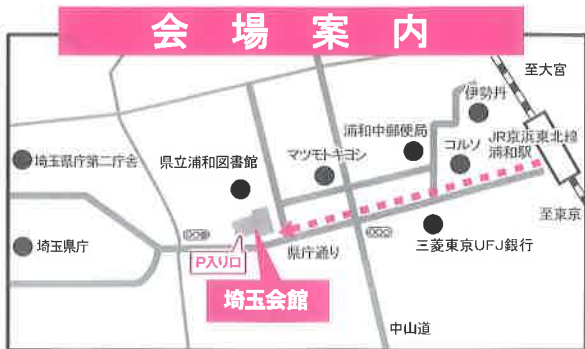 会場案内
至大宮
伊勢丹
浦和中郵便局
コルソ
JR京浜東北線
浦和駅
マツモトキヨシ
県立浦和図書館
埼玉県庁第二庁舎
至東京
埼玉県庁
県庁通り
三菱東京UFJ銀行
P入り口
埼玉会館
中山道